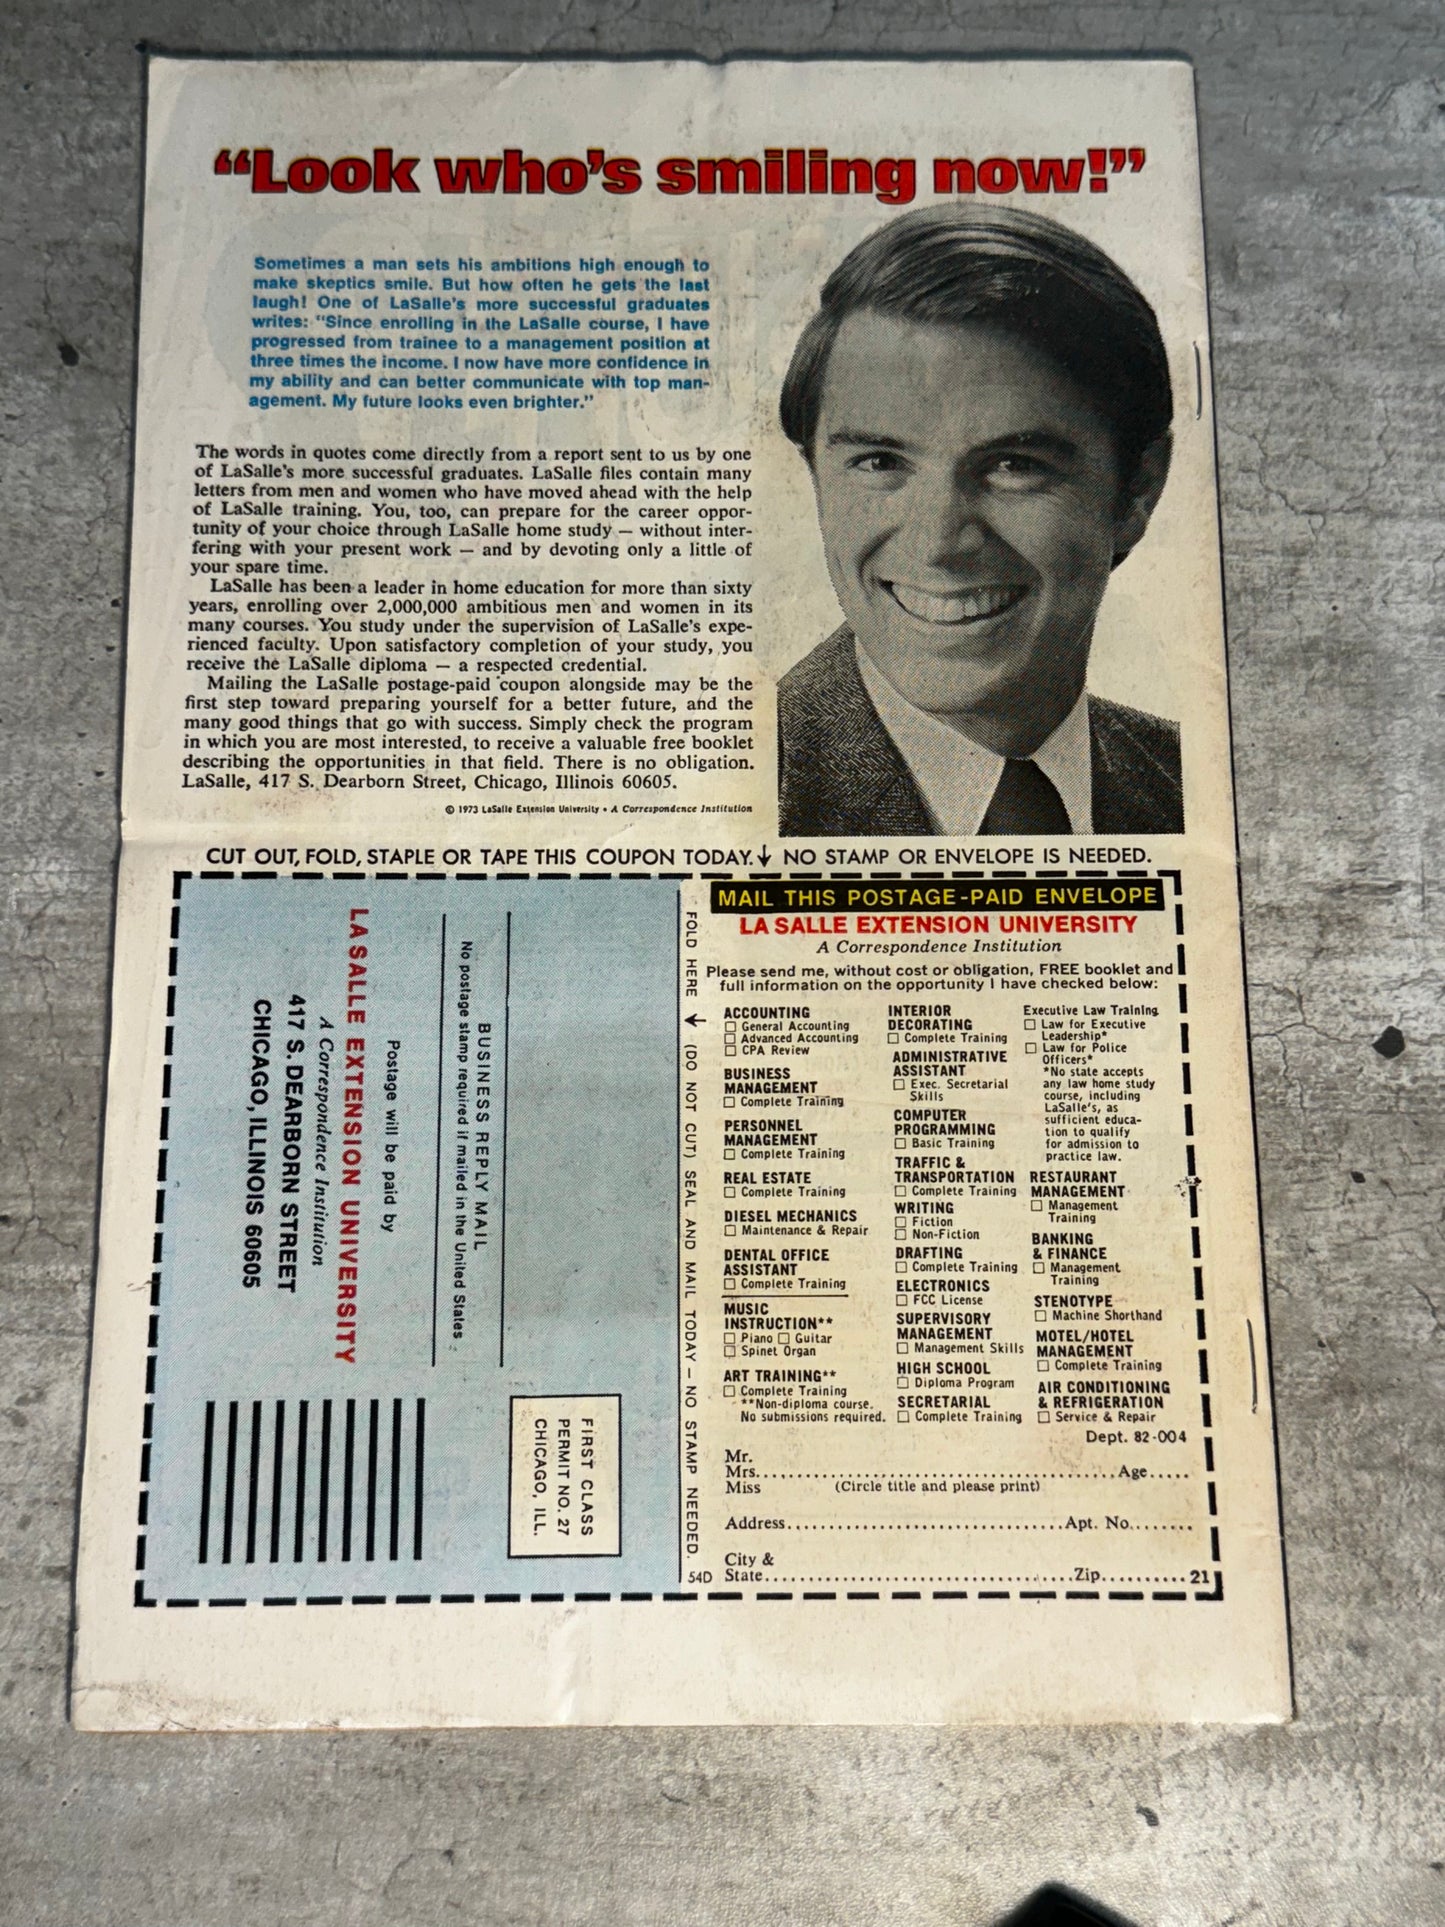 “Look who’s smiling now!”
Sometimes a man sets his ambitions high enough to
make skeptics smile. But how often he gets the last
laugh! One of LaSalle’s more successful graduates
writes: “Since enrolling in the LaSalle course, I have
progressed from trainee to a management position at
three times the income. I now have more confidence in
my ability and can better communicate with top man-
agement. My future looks even brighter.”
The words in quotes come directly from a report sent to us by one
of LaSalle’s more successful graduates. LaSalle files contain many
letters from men and women who have moved ahead with the help
of LaSalle training. You, too, can prepare for the career oppor-
tunity of your choice through LaSalle home study — without inter-
fering with your present work — and by devoting only a little of
your spare time.
LaSalle has been a leader in home education for more than sixty
years, enrolling over 2,000,000 ambitious men and women in its
many courses. You study under the supervision of LaSalle’s expe-
rienced faculty. Upon satisfactory completion of your study, you
receive the LaSalle diploma — a respected credential.
Mailing the LaSalle postage-paid coupon alongside may be the
first step toward preparing yourself for a better future, and the
many good things that go with success. Simply check the program
in which you are most interested, to receive a valuable free booklet
describing the opportunities in that field. There is no obligation.
LaSalle, 417 S. Dearborn Street, Chicago, Illinois 60605.
© 1973 LaSalle Extension University • A Correspondence Institution
CUT OUT, FOLD, STAPLE OR TAPE THIS COUPON TODAY.↓ NO STAMP OR ENVELOPE IS NEEDED.
FIRST CLASS
PERMIT NO. 27
CHICAGO, ILL.
BUSINESS REPLY MAIL
No postage stamp required if mailed in the United States
Postage will be paid by
LA SALLE EXTENSION UNIVERSITY
A Correspondence Institution
417 S. DEARBORN STREET
CHICAGO, ILLINOIS 60605
FOLD HERE ← (DO NOT CUT) SEAL AND MAIL TODAY — NO STAMP NEEDED.
54D
MAIL THIS POSTAGE-PAID ENVELOPE
LA SALLE EXTENSION UNIVERSITY
A Correspondence Institution
Please send me, without cost or obligation, FREE booklet and
full information on the opportunity I have checked below:
ACCOUNTING
☐ General Accounting
☐ Advanced Accounting
☐ CPA Review
BUSINESS
MANAGEMENT
☐ Complete Training
PERSONNEL
MANAGEMENT
☐ Complete Training
REAL ESTATE
☐ Complete Training
DIESEL MECHANICS
☐ Maintenance & Repair
DENTAL OFFICE
ASSISTANT
☐ Complete Training
MUSIC
INSTRUCTION**
☐ Piano ☐ Guitar
☐ Spinet Organ
ART TRAINING**
☐ Complete Training
**Non-diploma course.
No submissions required.
INTERIOR
DECORATING
☐ Complete Training
ADMINISTRATIVE
ASSISTANT
☐ Exec. Secretarial
Skills
COMPUTER
PROGRAMMING
☐ Basic Training
TRAFFIC &
TRANSPORTATION
☐ Complete Training
WRITING
☐ Fiction
☐ Non-Fiction
DRAFTING
☐ Complete Training
ELECTRONICS
☐ FCC License
SUPERVISORY
MANAGEMENT
☐ Management Skills
HIGH SCHOOL
☐ Diploma Program
SECRETARIAL
☐ Complete Training
Executive Law Training
☐ Law for Executive
Leadership*
☐ Law for Police
Officers*
*No state accepts
any law home study
course, including
LaSalle’s, as
sufficient educa-
tion to qualify
for admission to
practice law.
RESTAURANT
MANAGEMENT
☐ Management
Training
BANKING
& FINANCE
☐ Management
Training
STENOTYPE
☐ Machine Shorthand
MOTEL/HOTEL
MANAGEMENT
☐ Complete Training
AIR CONDITIONING
& REFRIGERATION
☐ Service & Repair
Dept. 82-004
Mr.
Mrs. Age
Miss (Circle title and please print)
Address Apt. No.
City &
State Zip 21